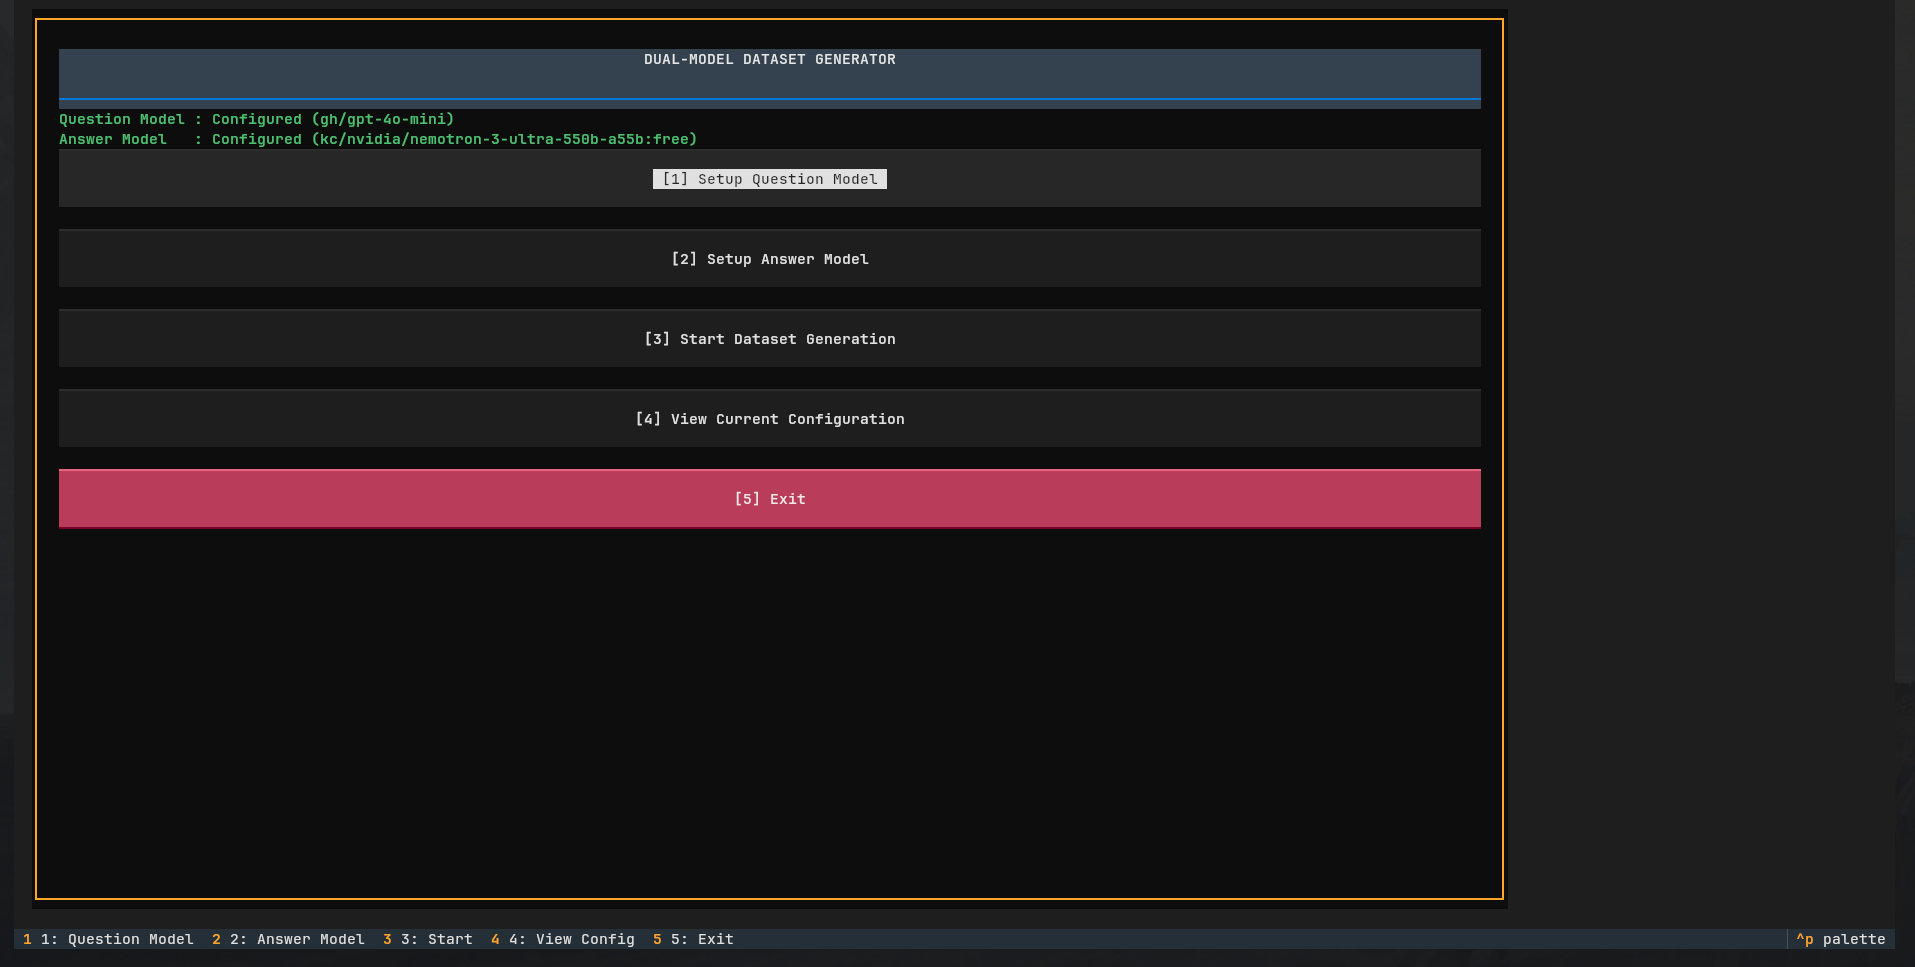 DUAL-MODEL DATASET GENERATOR
Question Model : Configured (gh/gpt-4o-mini)
Answer Model   : Configured (kc/nvidia/nemotron-3-ultra-550b-a55b:free)
[1] Setup Question Model
[2] Setup Answer Model
[3] Start Dataset Generation
[4] View Current Configuration
[5] Exit
1 1: Question Model  2 2: Answer Model  3 3: Start  4 4: View Config  5 5: Exit  ^p palette